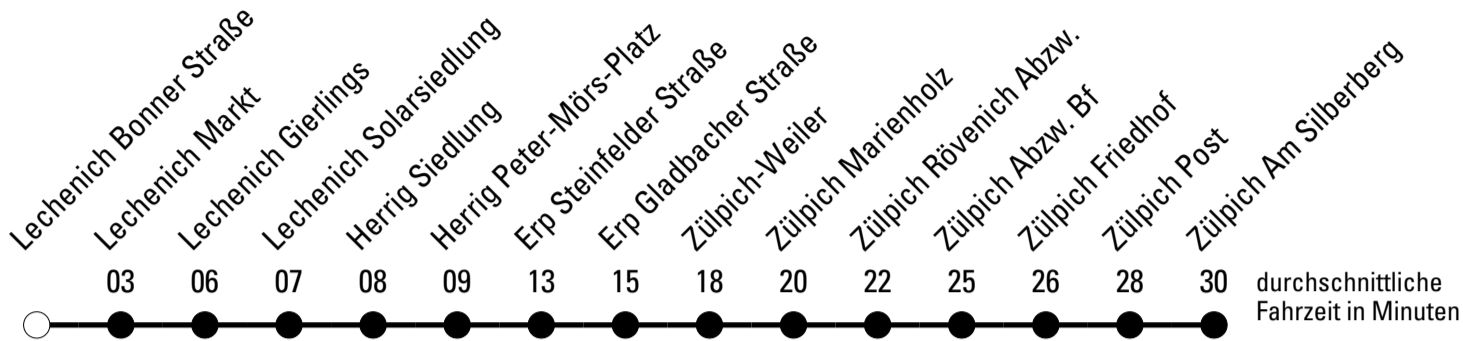 Lechenich Bonner Straße
Lechenich Markt
Lechenich Gierlings
Lechenich Solarsiedlung
Herrig Siedlung
Herrig Peter-Mörs-Platz
Erp Steinfelder Straße
Erp Gladbacher Straße
Zülpich-Weiler
Zülpich Marienholz
Zülpich Rövenich Abzw.
Zülpich Abzw. Bf
Zülpich Friedhof
Zülpich Post
Zülpich Am Silberberg
03 06 07 08 09 13 15 18 20 22 25 26 28 30
durchschnittliche
Fahrzeit in Minuten